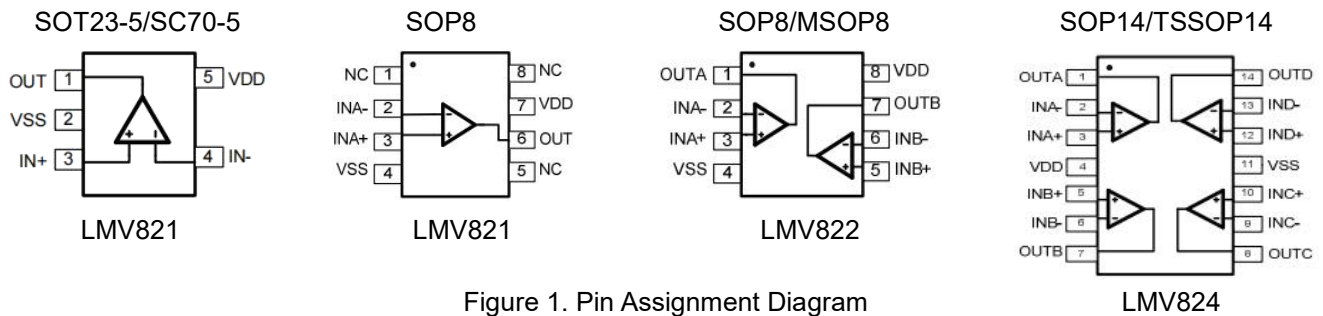 SOT23-5/SC70-5
OUT 1
5 VDD
VSS 2
IN+ 3
4 IN-
+ -
LMV821
SOP8
NC 1
8 NC
INA- 2
7 VDD
INA+ 3
6 OUT
VSS 4
5 NC
- +
LMV821
SOP8/MSOP8
OUTA 1
8 VDD
INA- 2
7 OUTB
INA+ 3
6 INB-
VSS 4
5 INB+
- +
- +
LMV822
SOP14/TSSOP14
OUTA 1
14 OUTD
INA- 2
13 IND-
INA+ 3
12 IND+
VDD 4
11 VSS
INB+ 5
10 INC+
INB- 6
9 INC-
OUTB 7
8 OUTC
- +
- +
+ -
+ -
LMV824
Figure 1. Pin Assignment Diagram